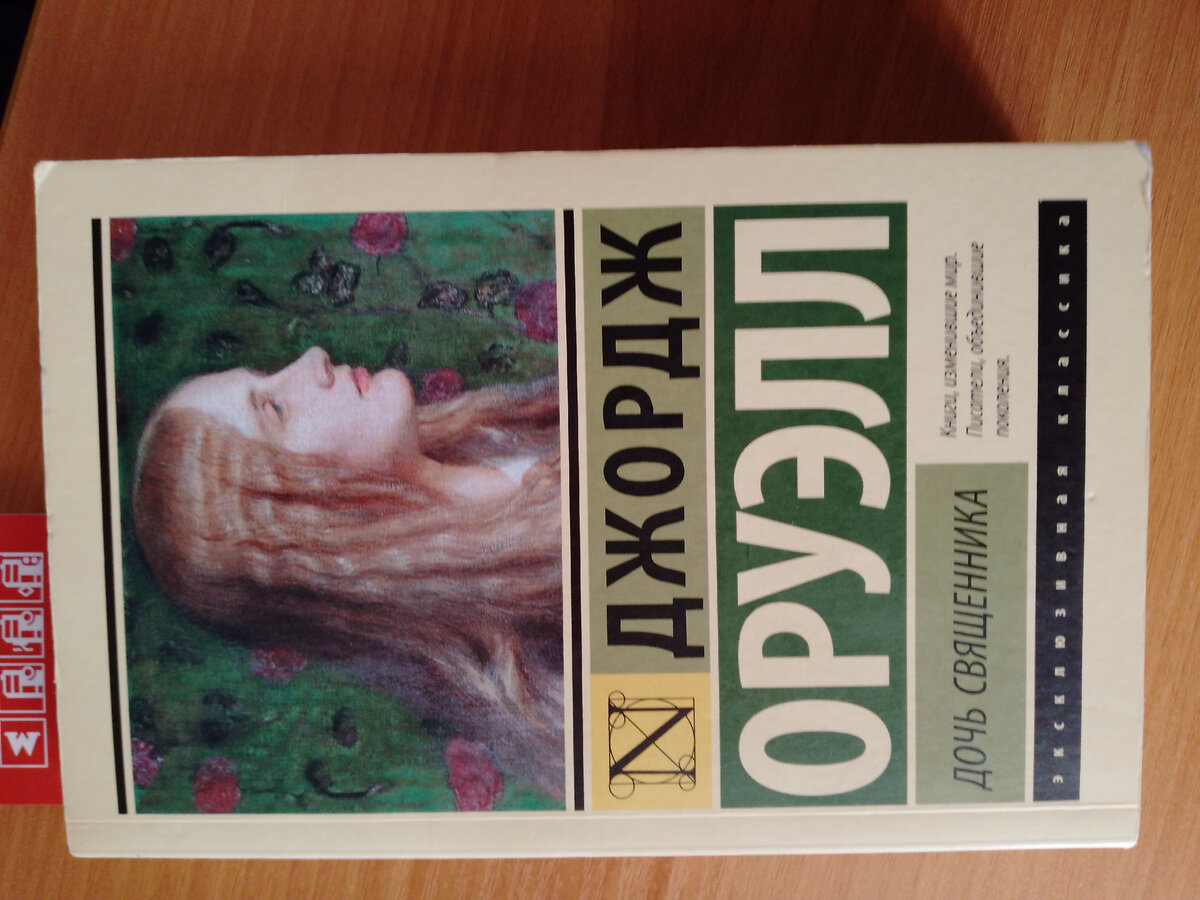 ДЖОРДЖ
N
ОРУЭЛЛ
ДОЧЬ СВЯЩЕННИКА
Книги, изменившие мир.
Писатели, объединившие
поколения.
эксклюзивная классика